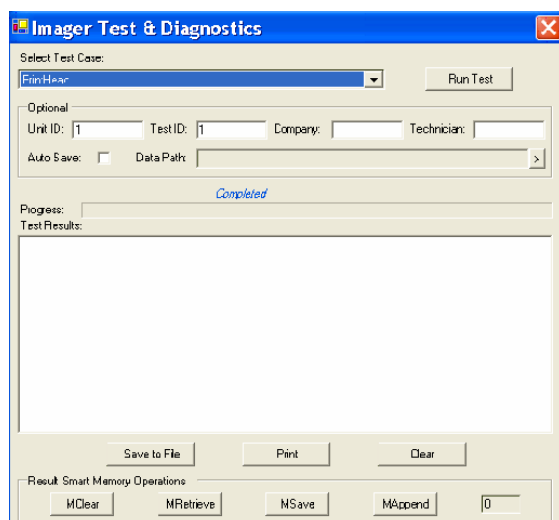 Imager Test & Diagnostics
Select Test Case:
Run Test
Optional
Unit ID: 1 Test ID: 1 Company: Technician:
Auto Save: Data Path: >
Completed
Progress:
Test Results:
Save to File Print Clear
Result Smart Memory Operations
MClear MRetrieve MSave MAppend 0